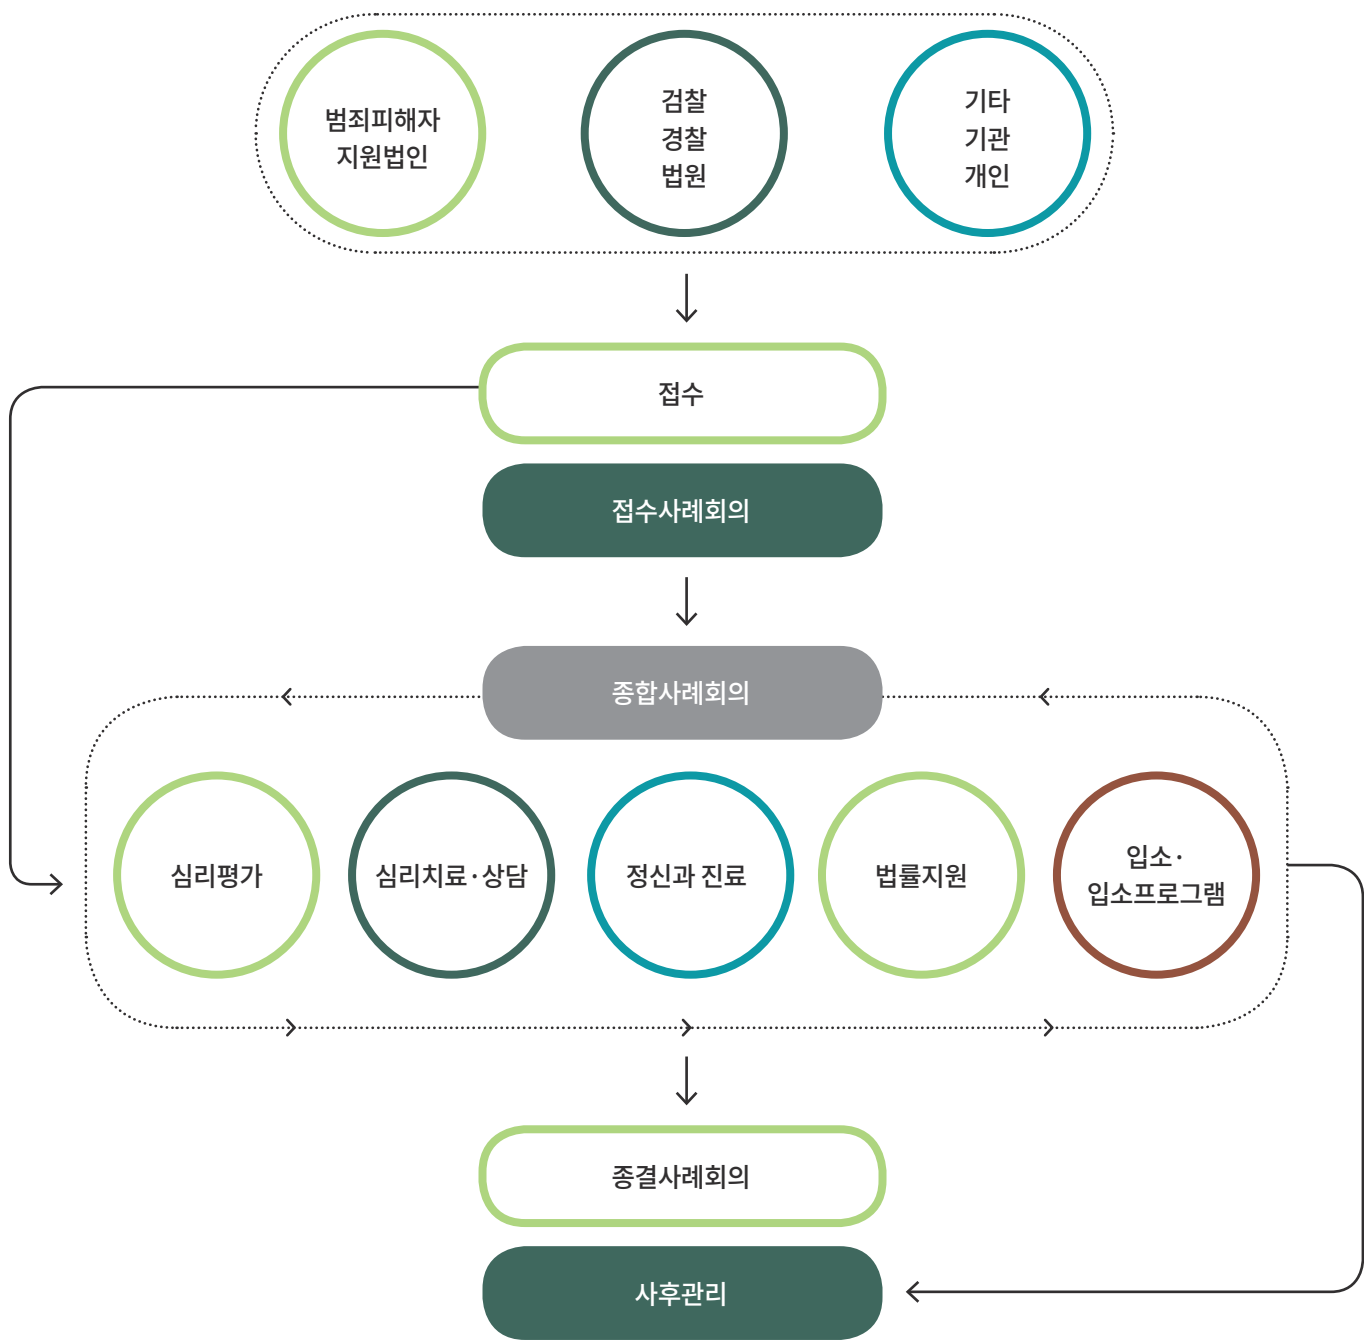 범죄피해자
지원법인
검찰
경찰
법원
기타
기관
개인
접수
접수사례회의
종합사례회의
심리평가
심리치료·상담
정신과 진료
법률지원
입소·
입소프로그램
종결사례회의
사후관리